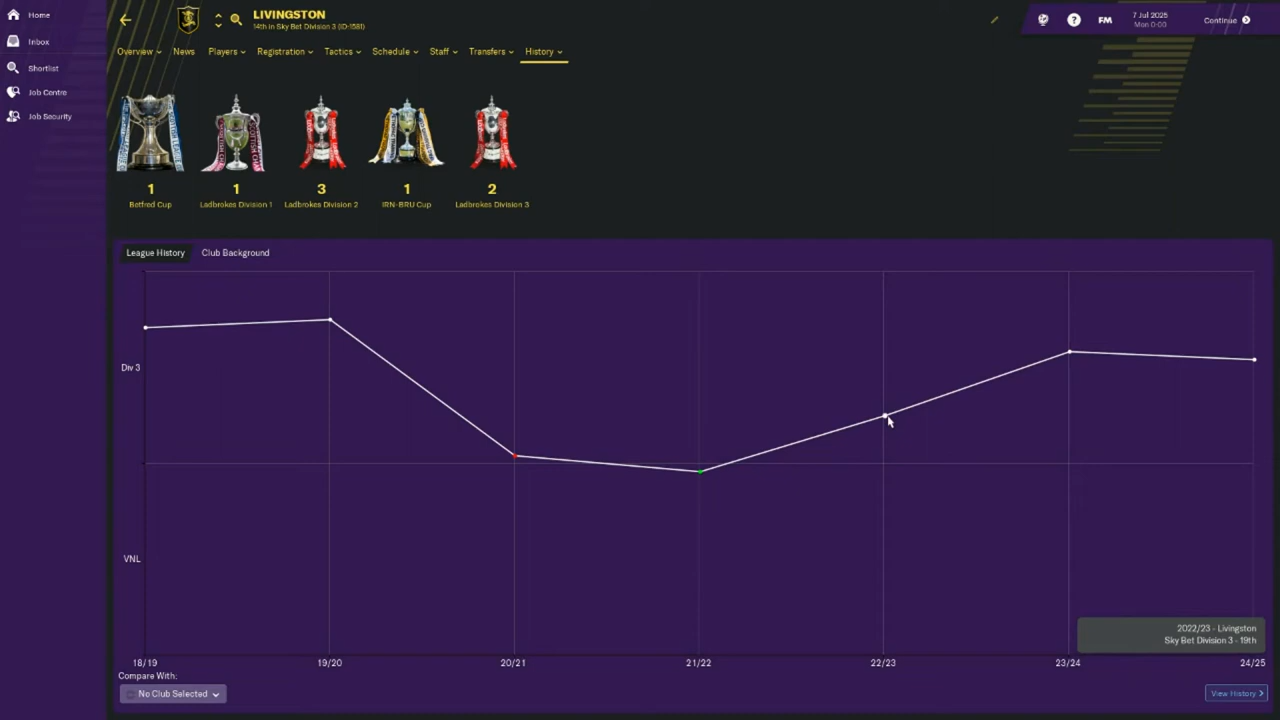 Home
Inbox
Shortlist
Job Centre
Job Security
LIVINGSTON
14th in Sky Bet Division 3 (ID:1581)
? FM
7 Jul 2025
Mon 0:00
Continue
Overview News Players Registration Tactics Schedule Staff Transfers History
1 1 3 1 2
Betfred Cup Ladbrokes Division 1 Ladbrokes Division 2 IRN-BRU Cup Ladbrokes Division 3
League History Club Background
Div 3
VNL
2022/23 - Livingston
Sky Bet Division 3 - 19th
18/19 19/20 20/21 21/22 22/23 23/24 24/25
Compare With:
No Club Selected
View History